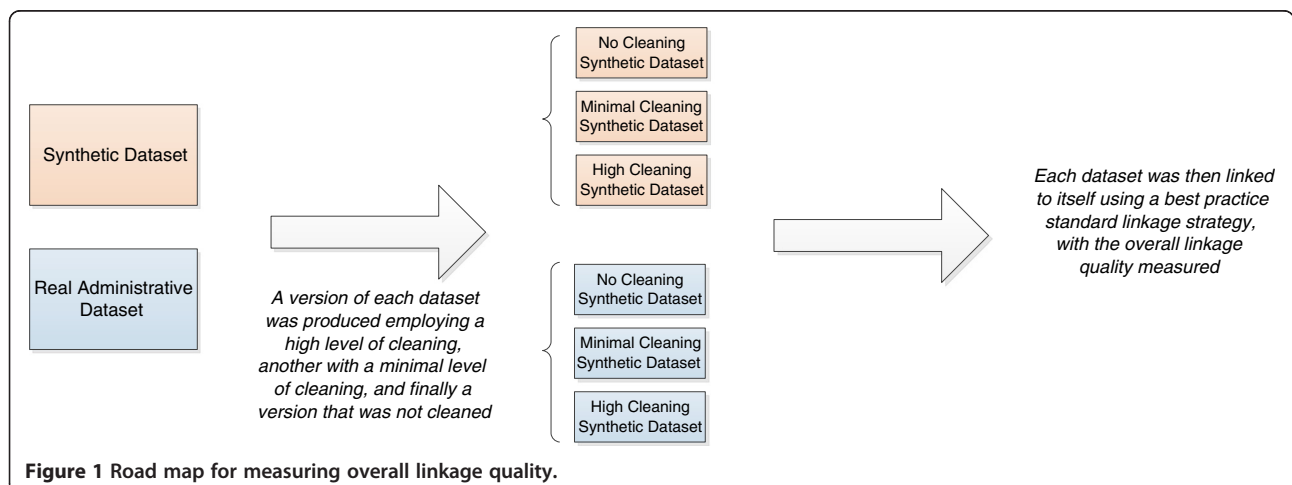 Synthetic Dataset
Real Administrative
Dataset
A version of each dataset
was produced employing a
high level of cleaning,
another with a minimal level
of cleaning, and finally a
version that was not cleaned
No Cleaning
Synthetic Dataset
Minimal Cleaning
Synthetic Dataset
High Cleaning
Synthetic Dataset
No Cleaning
Synthetic Dataset
Minimal Cleaning
Synthetic Dataset
High Cleaning
Synthetic Dataset
Each dataset was then linked
to itself using a best practice
standard linkage strategy,
with the overall linkage
quality measured
Figure 1 Road map for measuring overall linkage quality.